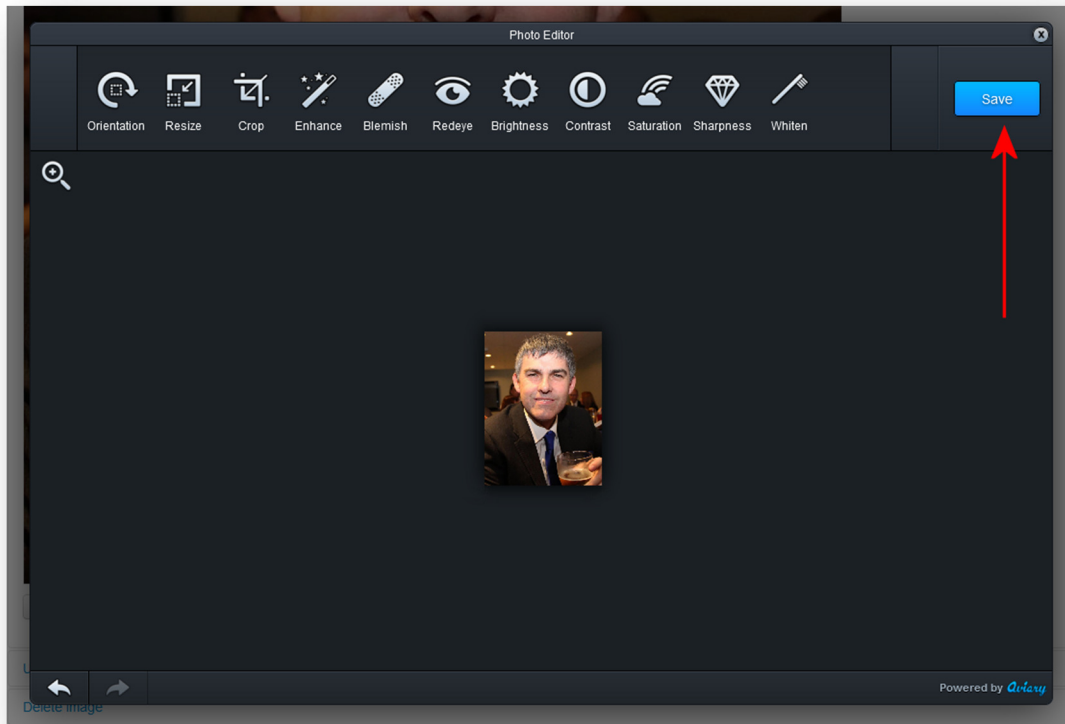 Photo Editor
Orientation Resize Crop Enhance Blemish Redeye Brightness Contrast Saturation Sharpness Whiten
Save
Powered by Aviary
Delete Image